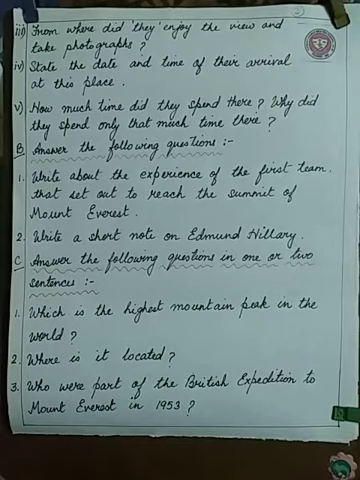 2)
iii) From where did 'they' enjoy the view and
take photographs?
iv) State the date and time of their arrival
at this place.
v) How much time did they spend there? Why did
they spend only that much time there?
B Answer the following questions :-
1. Write about the experience of the first team
that set out to reach the summit of
Mount Everest.
2. Write a short note on Edmund Hillary.
C Answer the following questions in one or two
sentences :-
1. Which is the highest mountain peak in the
world?
2. Where is it located?
3. Who were part of the British Expedition to
Mount Everest in 1953?